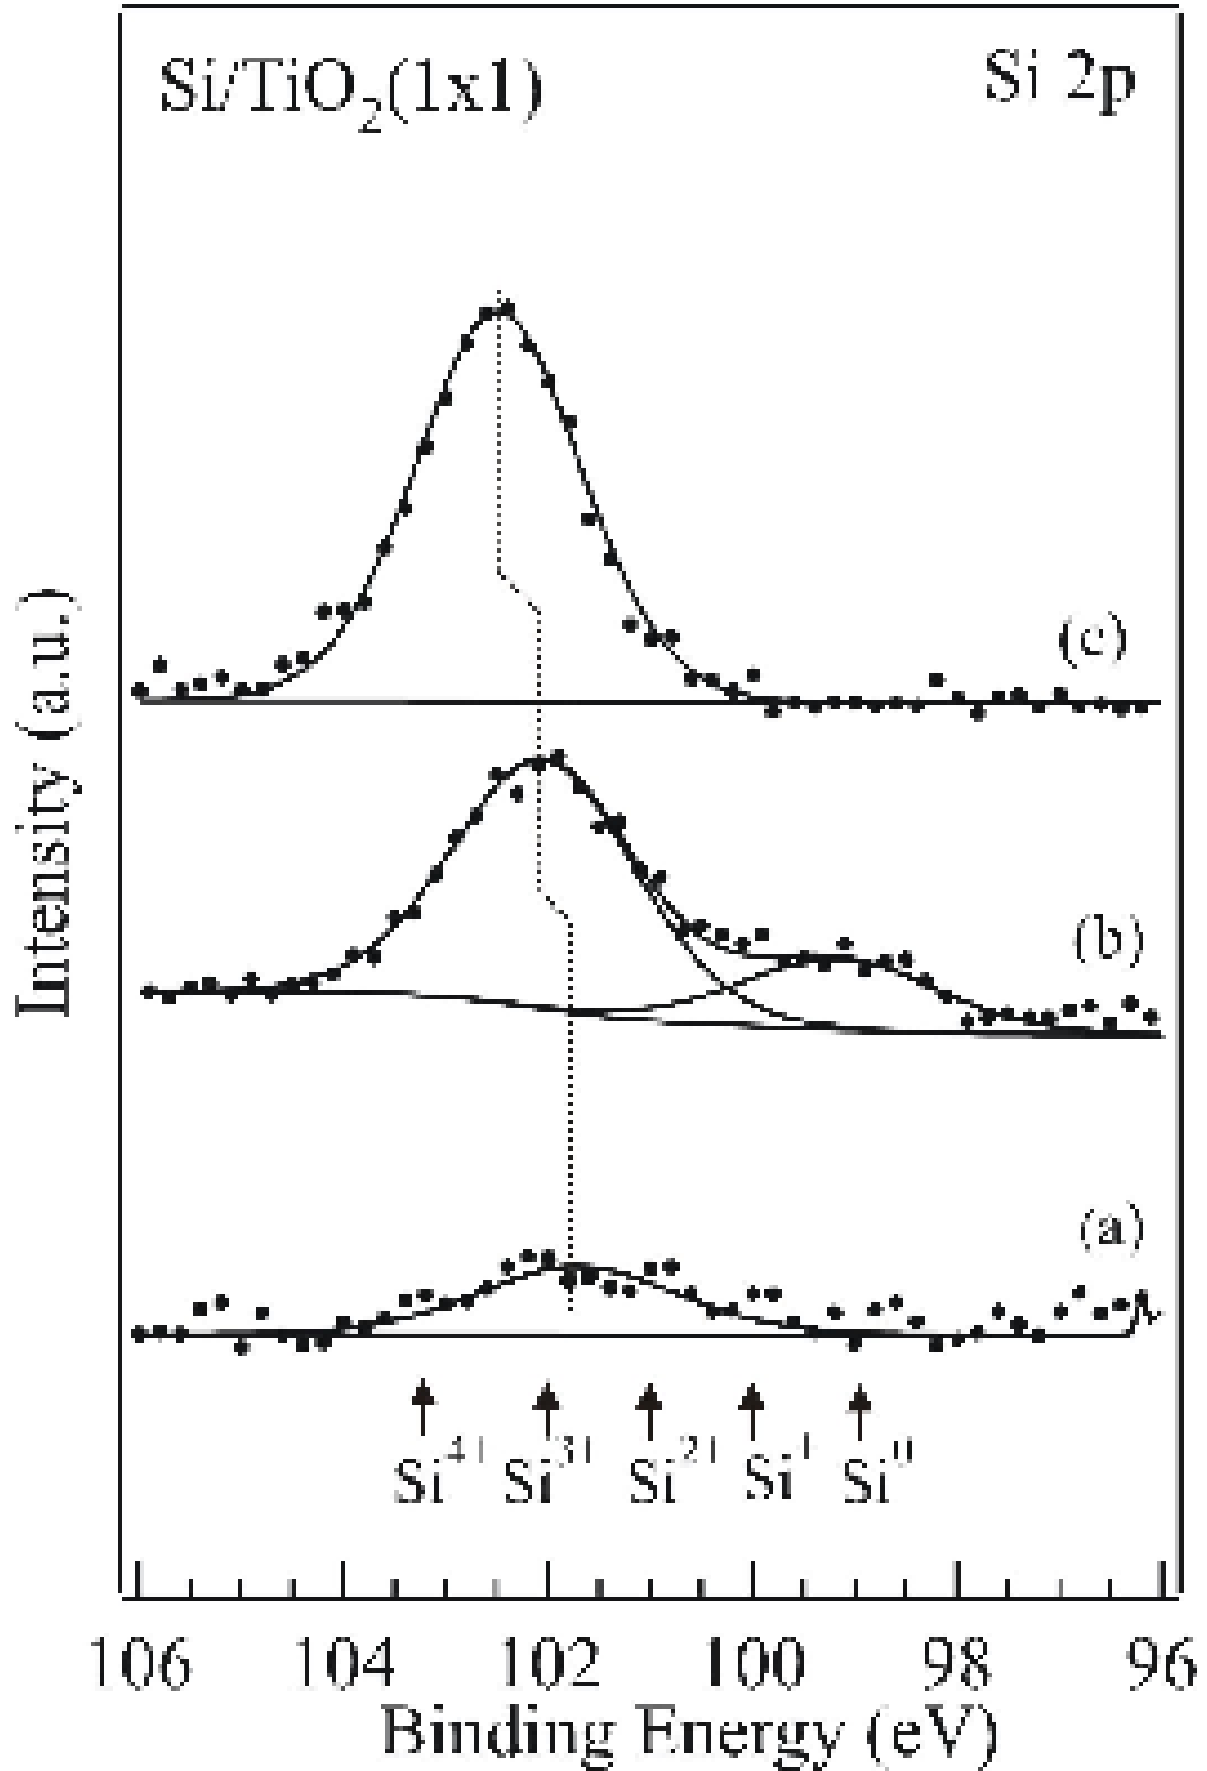 Si/TiO₂(1x1) Si 2p
(c)
(b)
(a)
Si⁴⁺ Si³⁺ Si²⁺ Si⁺ Si⁰
106 104 102 100 98 96
Binding Energy (eV)
Intensity (a.u.)